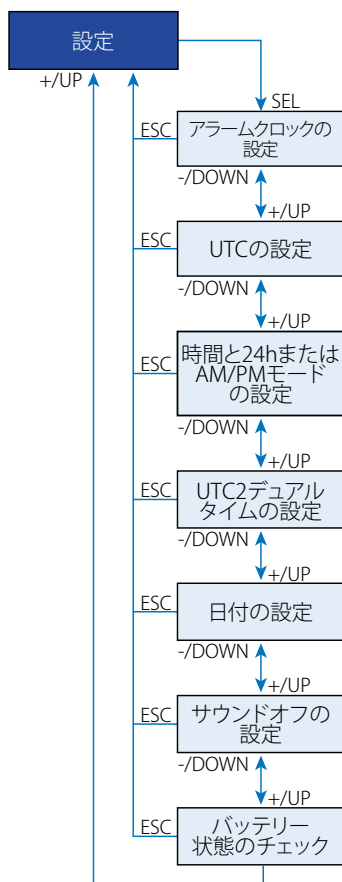 設定
+/UP
SEL
ESC
アラームクロックの
設定
-/DOWN
+/UP
ESC
UTCの設定
-/DOWN
+/UP
ESC
時間と24hまたは
AM/PMモード
の設定
-/DOWN
+/UP
ESC
UTC2デュアル
タイムの設定
-/DOWN
+/UP
ESC
日付の設定
-/DOWN
+/UP
ESC
サウンドオフの
設定
-/DOWN
+/UP
ESC
バッテリー
状態のチェック